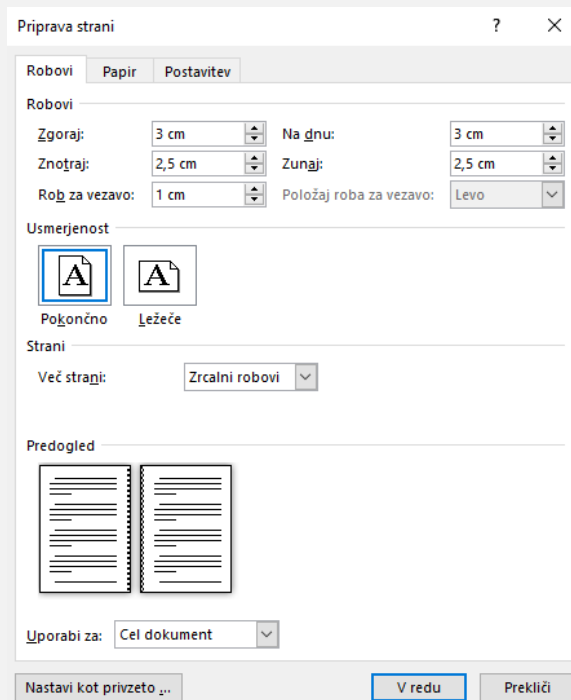 Priprava strani ?
Robovi Papir Postavitev
Robovi
Zgoraj: 3 cm Na dnu: 3 cm
Znotraj: 2,5 cm Zunaj: 2,5 cm
Rob za vezavo: 1 cm Položaj roba za vezavo: Levo
Usmerjenost
A A
Pokončno Ležeče
Strani
Več strani: Zrcalni robovi
Predogled
Uporabi za: Cel dokument
Nastavi kot privzeto ... V redu Prekliči